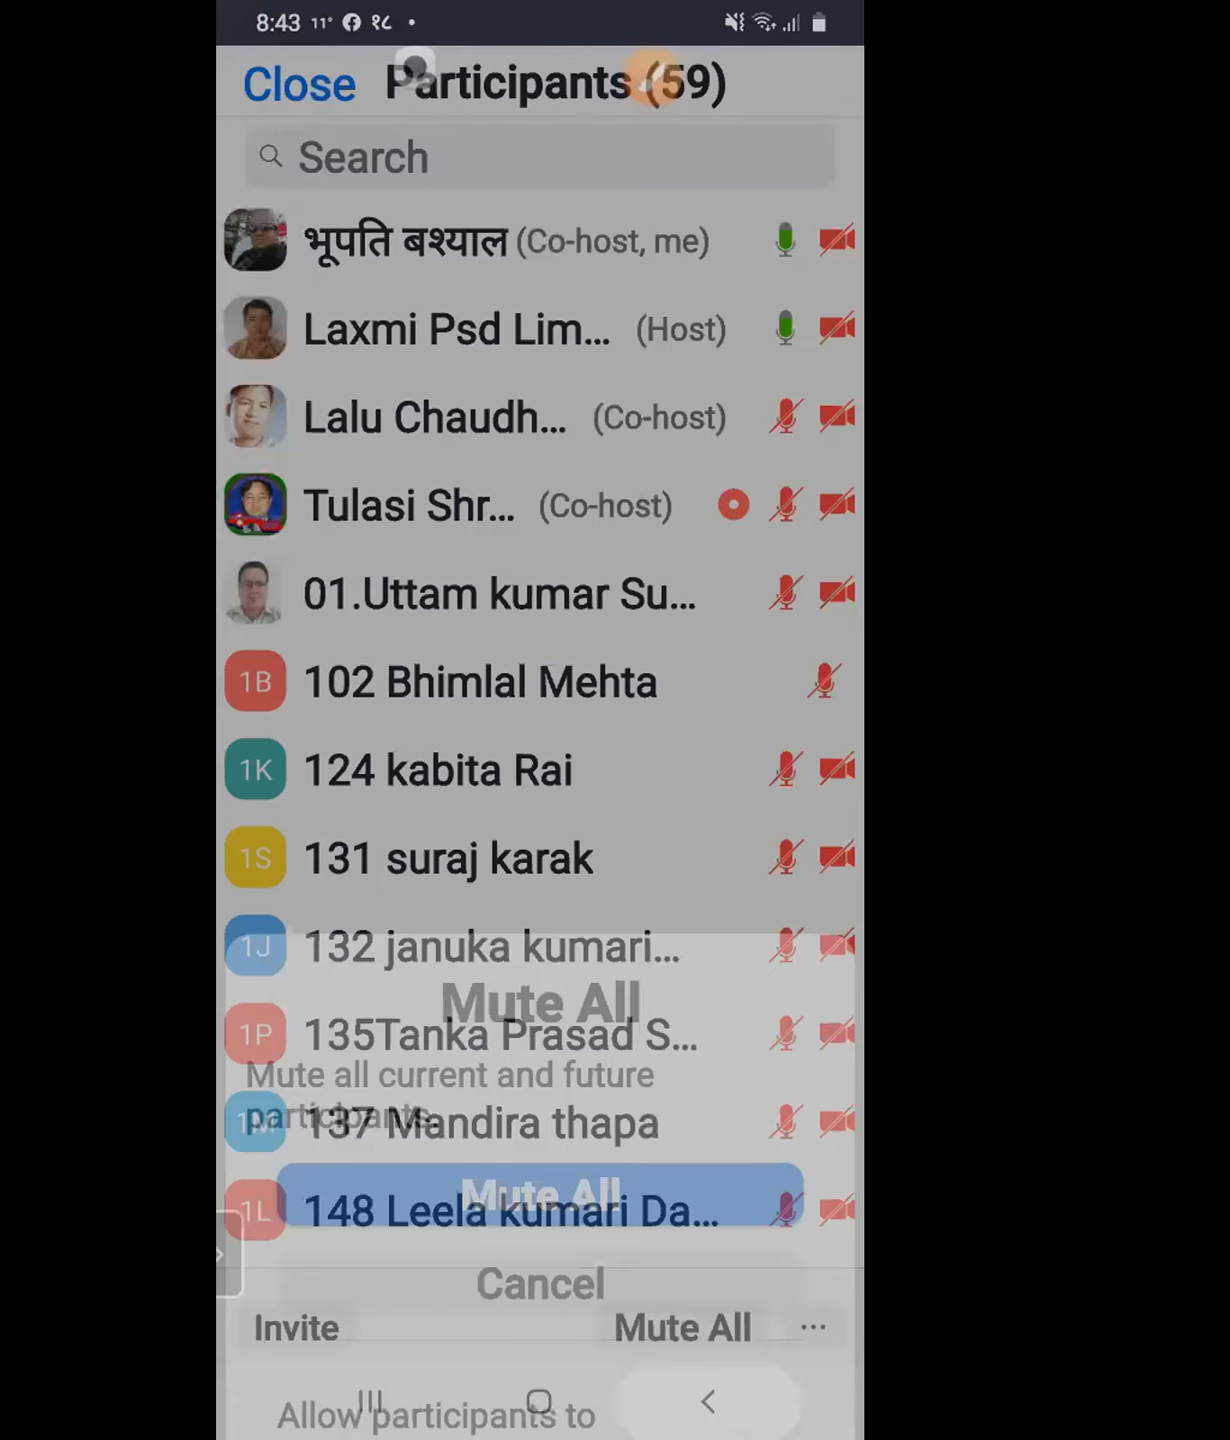 8:43 11° १८ •
Close Participants (59)
Search
भूपति बश्याल (Co-host, me)
Laxmi Psd Lim... (Host)
Lalu Chaudh... (Co-host)
Tulasi Shr... (Co-host)
01.Uttam kumar Su...
1B 102 Bhimlal Mehta
1K 124 kabita Rai
1S 131 suraj karak
1J 132 januka kumari...
Mute All
1P 135Tanka Prasad S...
Mute all current and future
participants.
1M 137 Mandira thapa
Mute All
1L 148 Leela kumari Da...
Cancel
Invite Mute All ...
Allow participants to